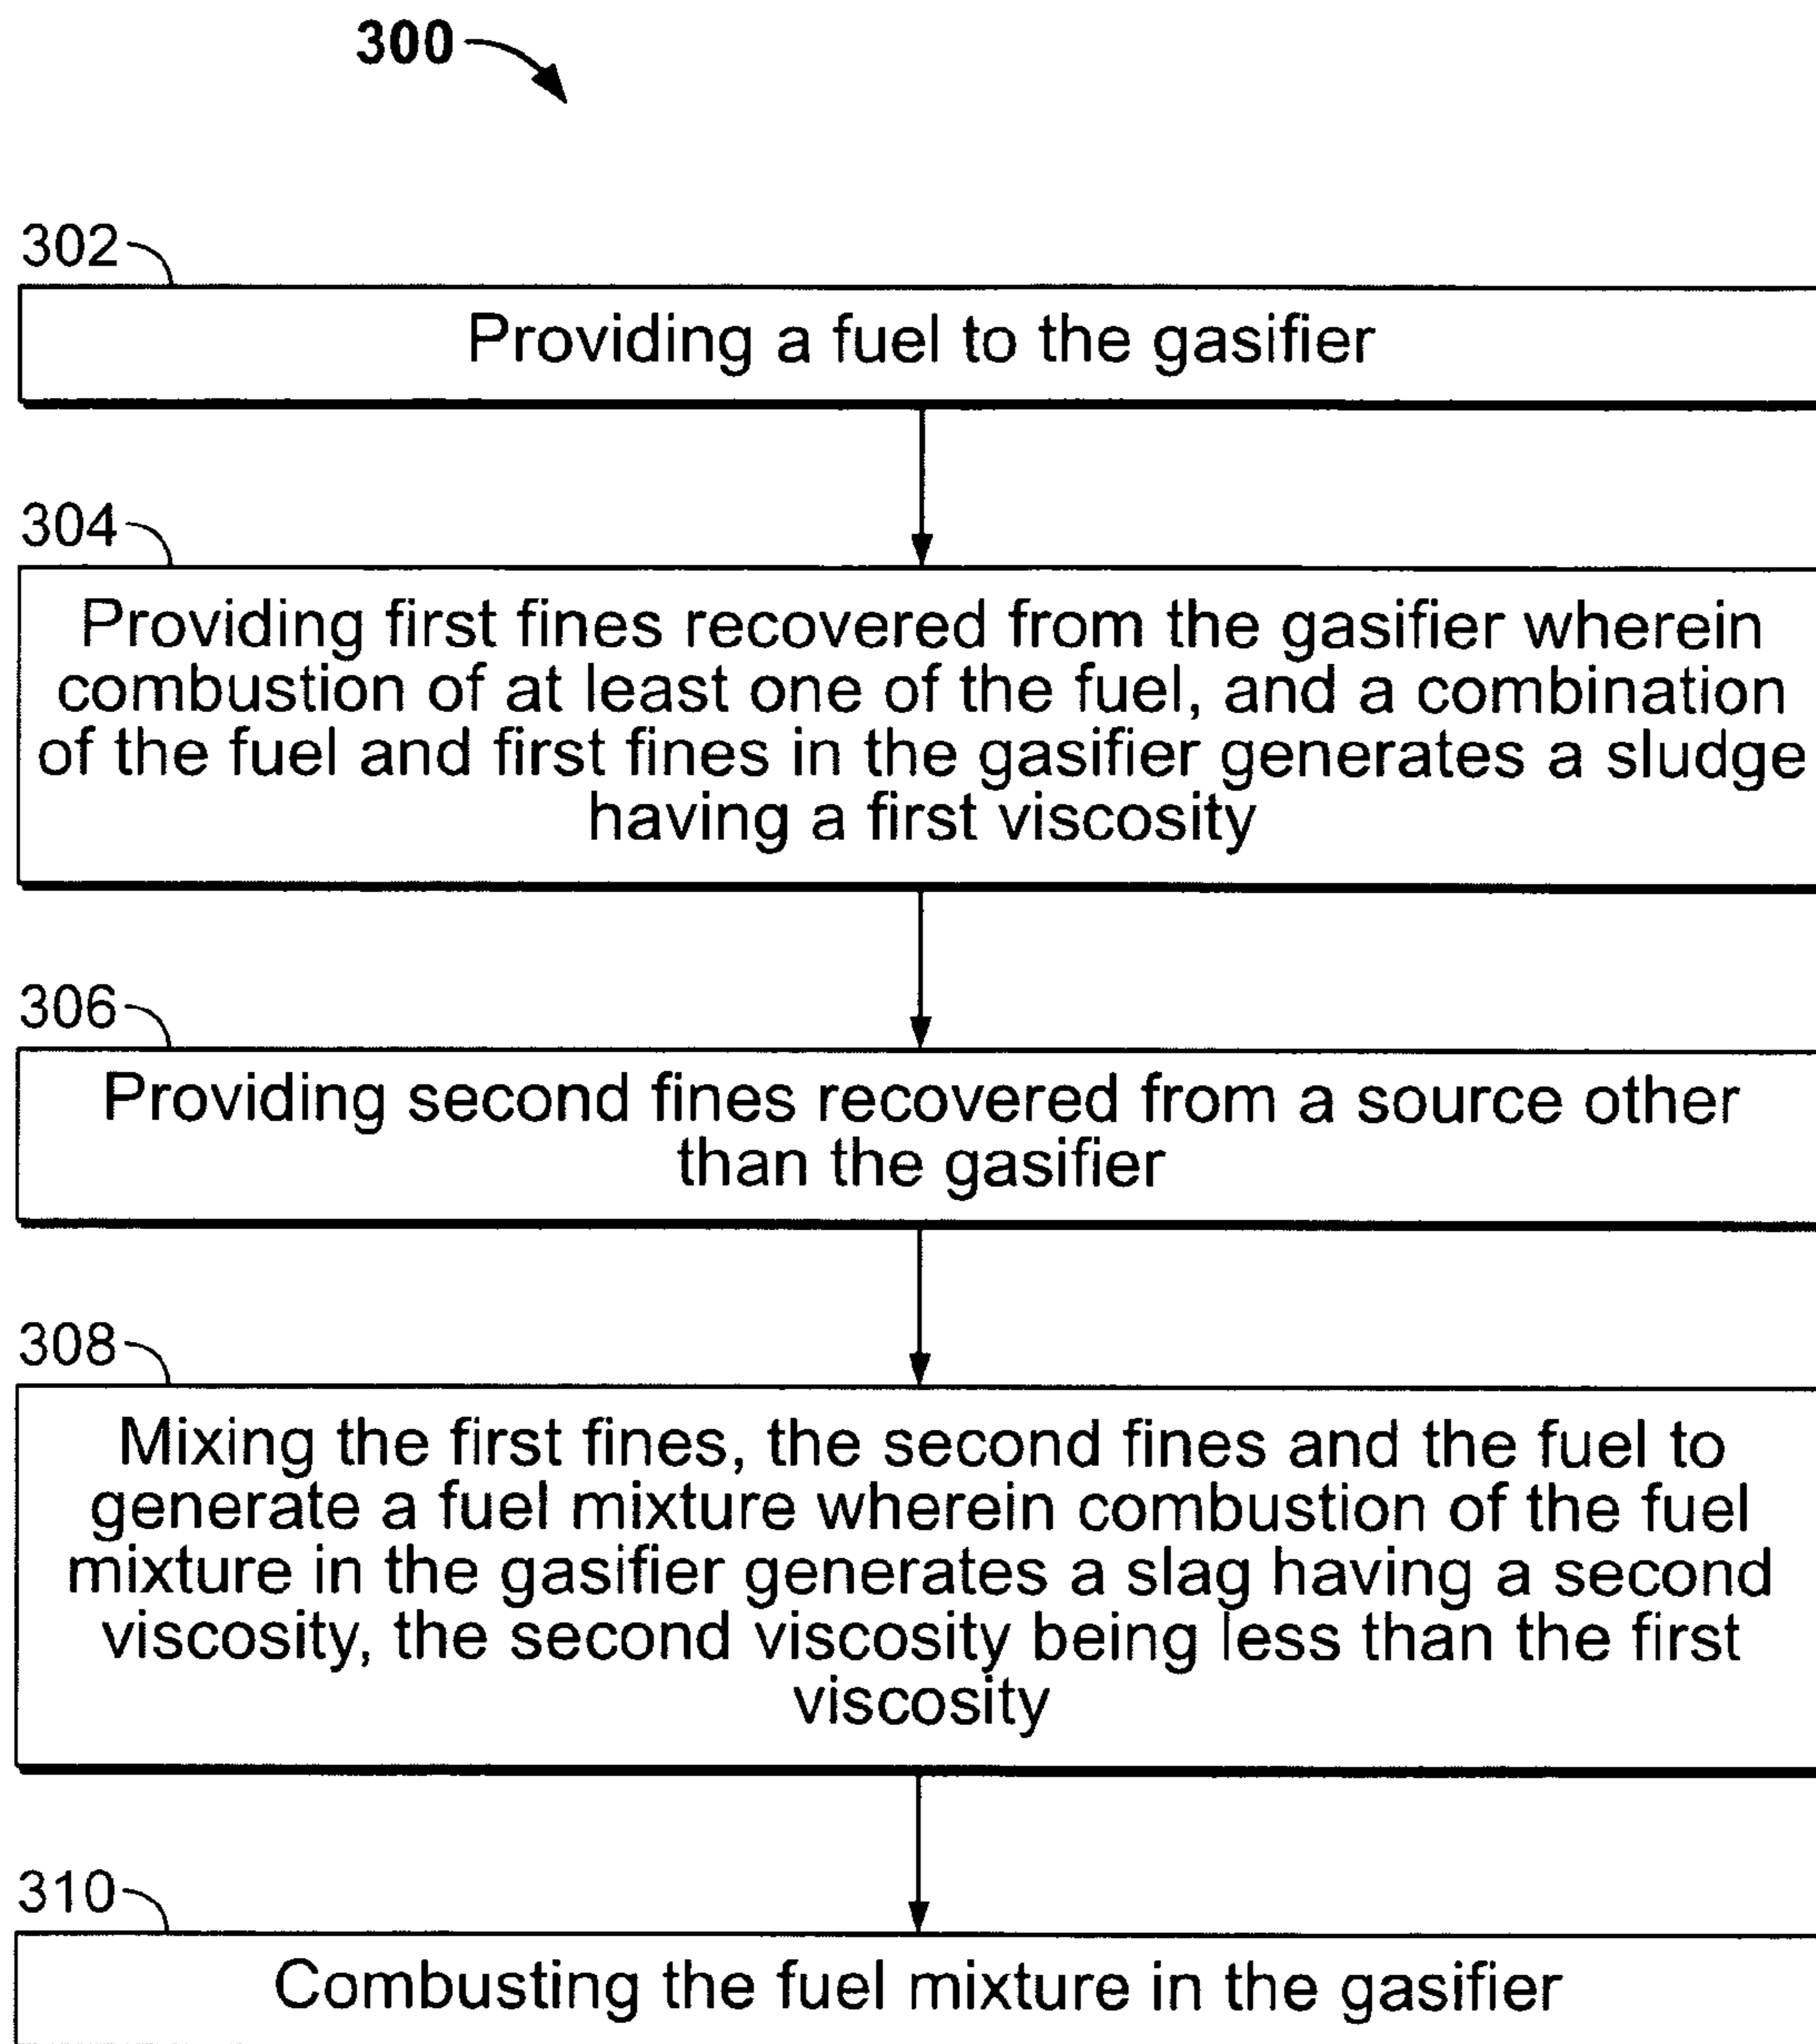 300
302
Providing a fuel to the gasifier
304
Providing first fines recovered from the gasifier wherein
combustion of at least one of the fuel, and a combination
of the fuel and first fines in the gasifier generates a sludge
having a first viscosity
306
Providing second fines recovered from a source other
than the gasifier
308
Mixing the first fines, the second fines and the fuel to
generate a fuel mixture wherein combustion of the fuel
mixture in the gasifier generates a slag having a second
viscosity, the second viscosity being less than the first
viscosity
310
Combusting the fuel mixture in the gasifier